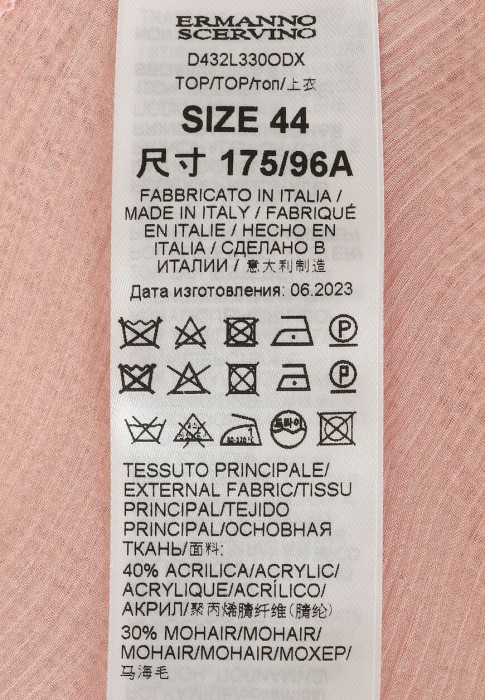 ERMANNO
SCERVINO
D432L330ODX
TOP/TOP/топ/上衣
SIZE 44
尺寸 175/96A
FABBRICATO IN ITALIA /
MADE IN ITALY / FABRIQUÉ
EN ITALIE / HECHO EN
ITALIA / СДЕЛАНО В
ИТАЛИИ / 意大利制造
Дата изготовления: 06.2023
P
P
드라이
TESSUTO PRINCIPALE/
EXTERNAL FABRIC/TISSU
PRINCIPAL/TEJIDO
PRINCIPAL/ОСНОВНАЯ
ТКАНЬ/面料:
40% ACRILICA/ACRYLIC/
ACRYLIQUE/ACRÍLICO/
АКРИЛ/聚丙烯腈纤维(腈纶)
30% MOHAIR/MOHAIR/
MOHAIR/MOHAIR/МОХЕР/
马海毛